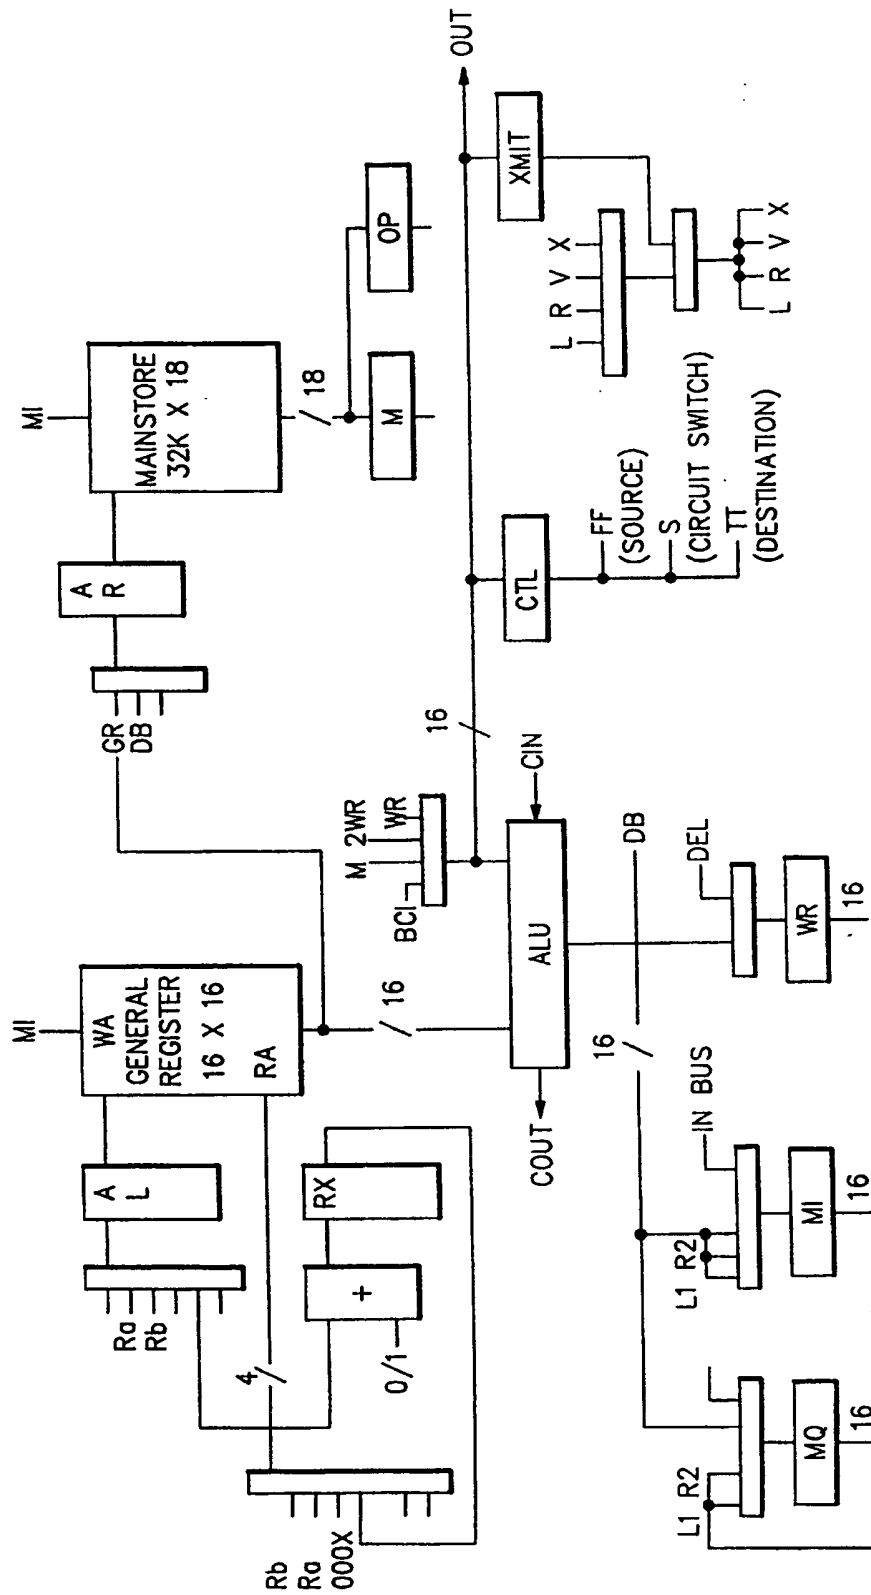 MI
WA
GENERAL
REGISTER
16 X 16
RA
A
L
Ra
Rb
4
RX
+
0/1
Rb
Ra
000X
MI
MAINSTORE
32K X 18
A
R
GR
DB
18
M
OP
16
BCI
M
2WR
WR
16
ALU
CIN
COUT
OUT
CTL
FF
(SOURCE)
S
(CIRCUIT SWITCH)
TT
(DESTINATION)
XMIT
L R V X
L R V X
DB
16
DEL
WR
16
IN BUS
L1 R2
MI
16
L1 R2
MQ
16